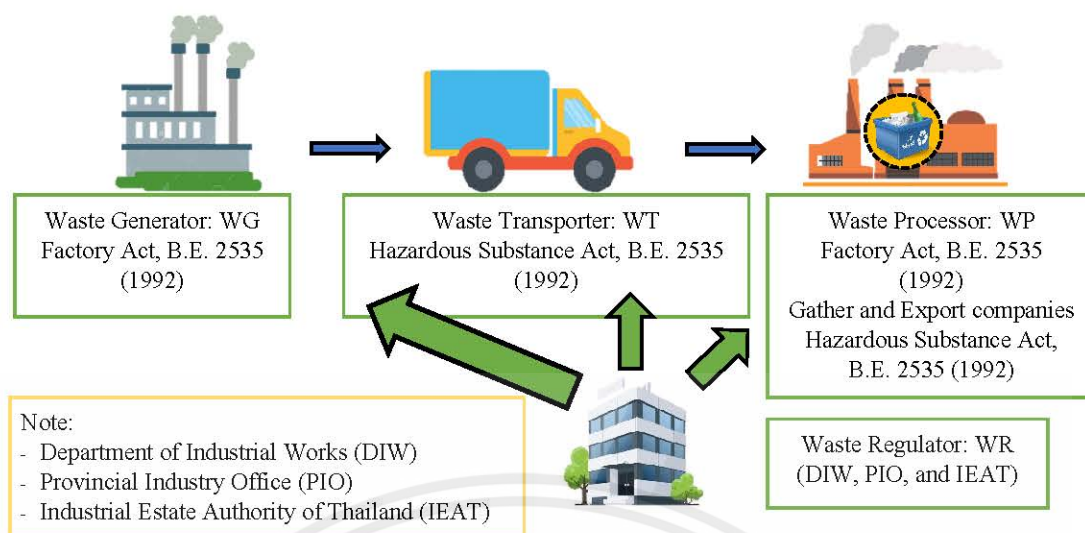 Waste Generator: WG
Factory Act, B.E. 2535
(1992)
Waste Transporter: WT
Hazardous Substance Act, B.E. 2535
(1992)
Waste Processor: WP
Factory Act, B.E. 2535
(1992)
Gather and Export companies
Hazardous Substance Act,
B.E. 2535 (1992)
Note:
- Department of Industrial Works (DIW)
- Provincial Industry Office (PIO)
- Industrial Estate Authority of Thailand (IEAT)
Waste Regulator: WR
(DIW, PIO, and IEAT)